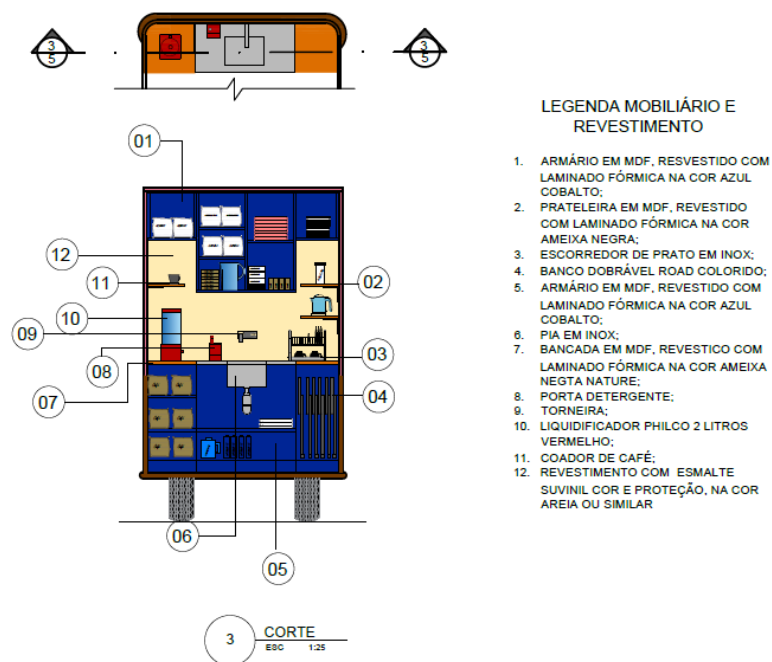 3
5
3
5
LEGENDA MOBILIÁRIO E
REVESTIMENTO
1. ARMÁRIO EM MDF, RESVESTIDO COM
LAMINADO FÓRMICA NA COR AZUL
COBALTO;
2. PRATELEIRA EM MDF, REVESTIDO
COM LAMINADO FÓRMICA NA COR
AMEIXA NEGRA;
3. ESCORREDOR DE PRATO EM INOX;
4. BANCO DOBRÁVEL ROAD COLORIDO;
5. ARMÁRIO EM MDF, REVESTIDO COM
LAMINADO FÓRMICA NA COR AZUL
COBALTO;
6. PIA EM INOX;
7. BANCADA EM MDF, REVESTICO COM
LAMINADO FÓRMICA NA COR AMEIXA
NEGTA NATURE;
8. PORTA DETERGENTE;
9. TORNEIRA;
10. LIQUIDIFICADOR PHILCO 2 LITROS
VERMELHO;
11. COADOR DE CAFÉ;
12. REVESTIMENTO COM ESMALTE
SUVINIL COR E PROTEÇÃO, NA COR
AREIA OU SIMILAR
01
12
11
02
10
09
03
08
07
04
06
05
3 CORTE
ESC 1:25